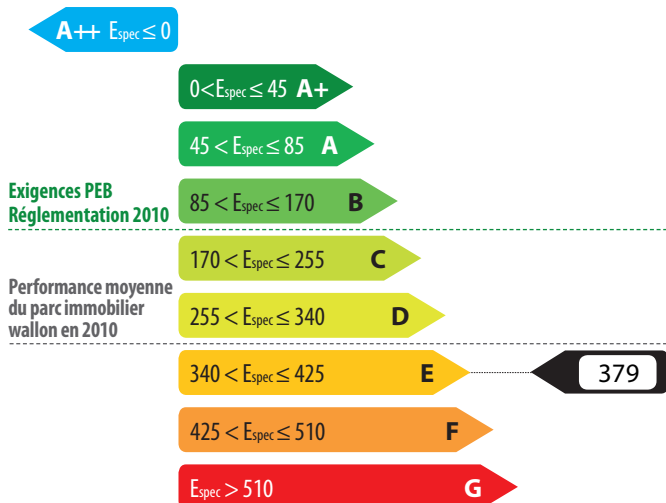 A++ Espec ≤ 0
0<Espec ≤ 45 A+
45 < Espec ≤ 85 A
Exigences PEB
Réglementation 2010
85 < Espec ≤ 170 B
170 < Espec ≤ 255 C
Performance moyenne
du parc immobilier
wallon en 2010
255 < Espec ≤ 340 D
340 < Espec ≤ 425 E
379
425 < Espec ≤ 510 F
Espec > 510 G